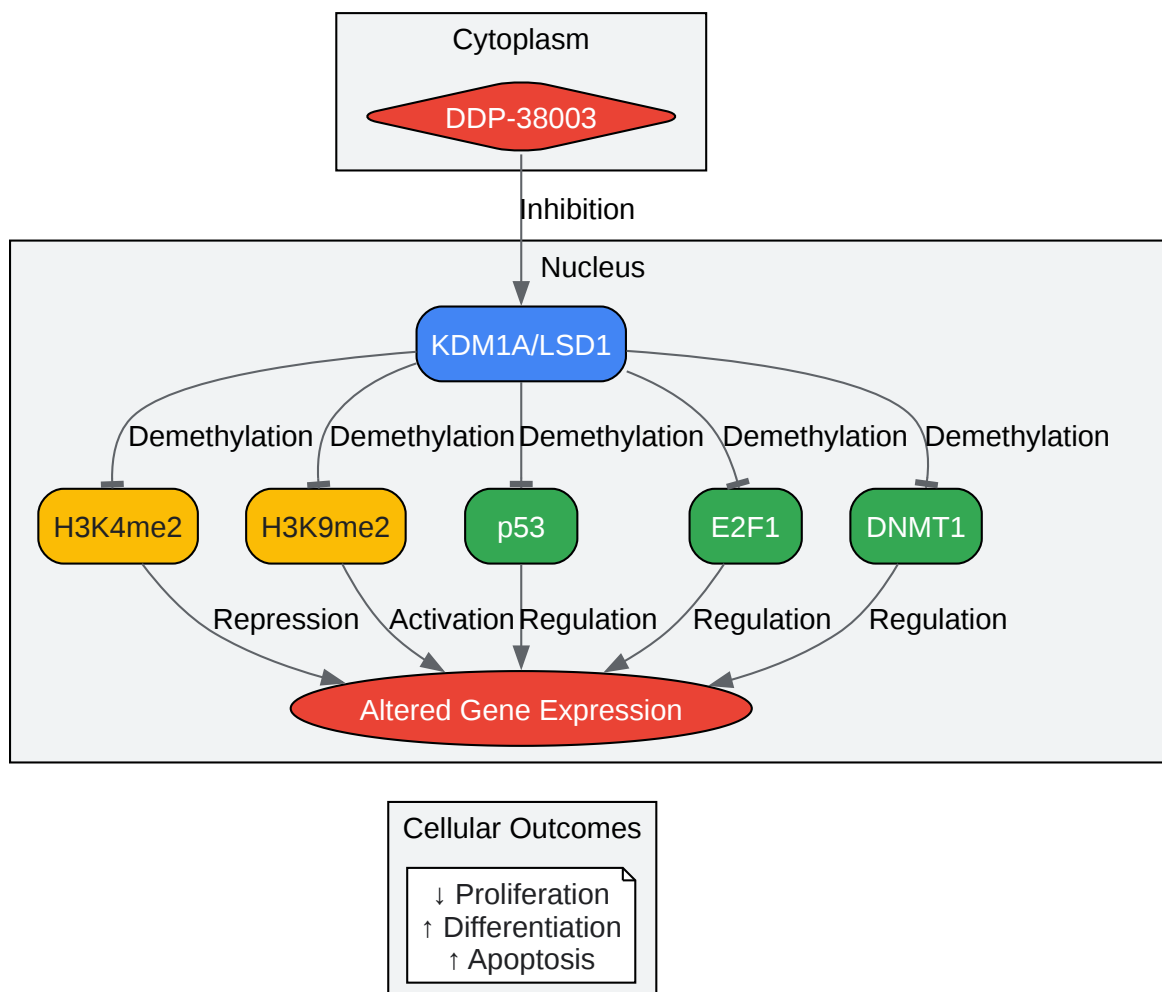 Cytoplasm
DDP-38003
Inhibition
Nucleus
KDM1A/LSD1
Demethylation Demethylation Demethylation Demethylation Demethylation
H3K4me2 H3K9me2 p53 E2F1 DNMT1
Repression Activation Regulation Regulation Regulation
Altered Gene Expression
Cellular Outcomes
↓ Proliferation
↑ Differentiation
↑ Apoptosis